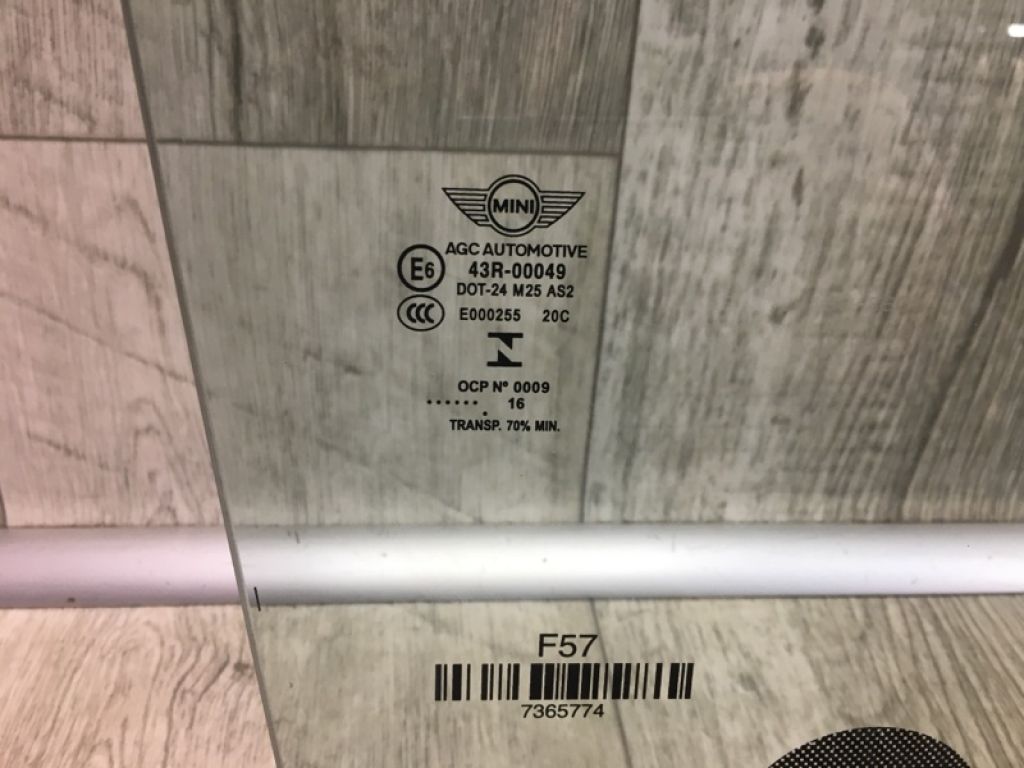 MINI
AGC AUTOMOTIVE
E6 43R-00049
DOT-24 M25 AS2
CCC E000255 20C
OCP Nº 0009
...... 16
.
TRANSP. 70% MIN.
F57
7365774